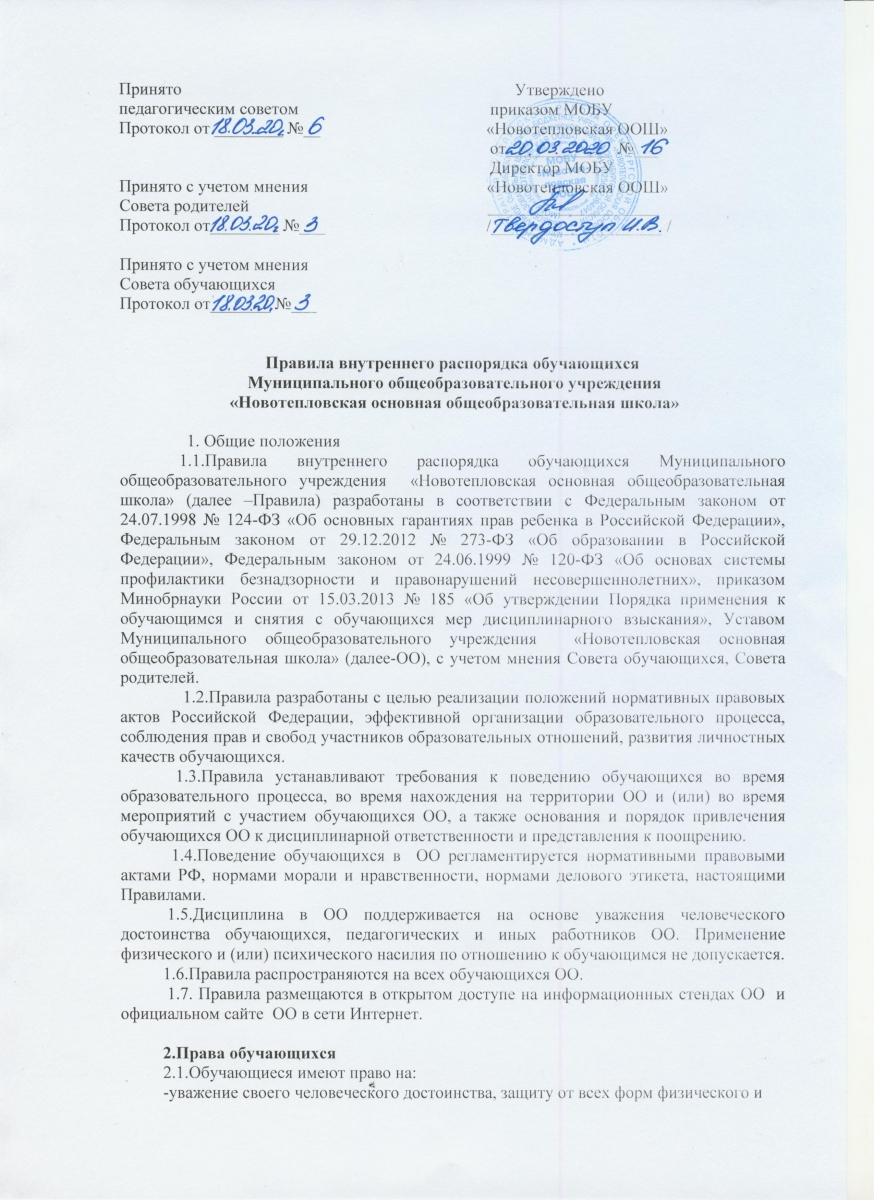 Принято
педагогическим советом
Протокол от 18.03.20. № 6
Принято с учетом мнения
Совета родителей
Протокол от 18.03.20. № 3
Принято с учетом мнения
Совета обучающихся
Протокол от 18.03.20. № 3
Утверждено
приказом МОБУ
«Новотепловская ООШ»
от 20.03.2020 № 16
Директор МОБУ
«Новотепловская ООШ»
/Твердоступ И.В. /
Правила внутреннего распорядка обучающихся
Муниципального общеобразовательного учреждения
«Новотепловская основная общеобразовательная школа»
1. Общие положения
1.1.Правила внутреннего распорядка обучающихся Муниципального
общеобразовательного учреждения «Новотепловская основная общеобразовательная
школа» (далее –Правила) разработаны в соответствии с Федеральным законом от
24.07.1998 № 124-ФЗ «Об основных гарантиях прав ребенка в Российской Федерации»,
Федеральным законом от 29.12.2012 № 273-ФЗ «Об образовании в Российской
Федерации», Федеральным законом от 24.06.1999 № 120-ФЗ «Об основах системы
профилактики безнадзорности и правонарушений несовершеннолетних», приказом
Минобрнауки России от 15.03.2013 № 185 «Об утверждении Порядка применения к
обучающимся и снятия с обучающихся мер дисциплинарного взыскания», Уставом
Муниципального общеобразовательного учреждения «Новотепловская основная
общеобразовательная школа» (далее-ОО), с учетом мнения Совета обучающихся, Совета
родителей.
1.2.Правила разработаны с целью реализации положений нормативных правовых
актов Российской Федерации, эффективной организации образовательного процесса,
соблюдения прав и свобод участников образовательных отношений, развития личностных
качеств обучающихся.
1.3.Правила устанавливают требования к поведению обучающихся во время
образовательного процесса, во время нахождения на территории ОО и (или) во время
мероприятий с участием обучающихся ОО, а также основания и порядок привлечения
обучающихся ОО к дисциплинарной ответственности и представления к поощрению.
1.4.Поведение обучающихся в ОО регламентируется нормативными правовыми
актами РФ, нормами морали и нравственности, нормами делового этикета, настоящими
Правилами.
1.5.Дисциплина в ОО поддерживается на основе уважения человеческого
достоинства обучающихся, педагогических и иных работников ОО. Применение
физического и (или) психического насилия по отношению к обучающимся не допускается.
1.6.Правила распространяются на всех обучающихся ОО.
1.7. Правила размещаются в открытом доступе на информационных стендах ОО и
официальном сайте ОО в сети Интернет.
2.Права обучающихся
2.1.Обучающиеся имеют право на:
-уважение своего человеческого достоинства, защиту от всех форм физического и